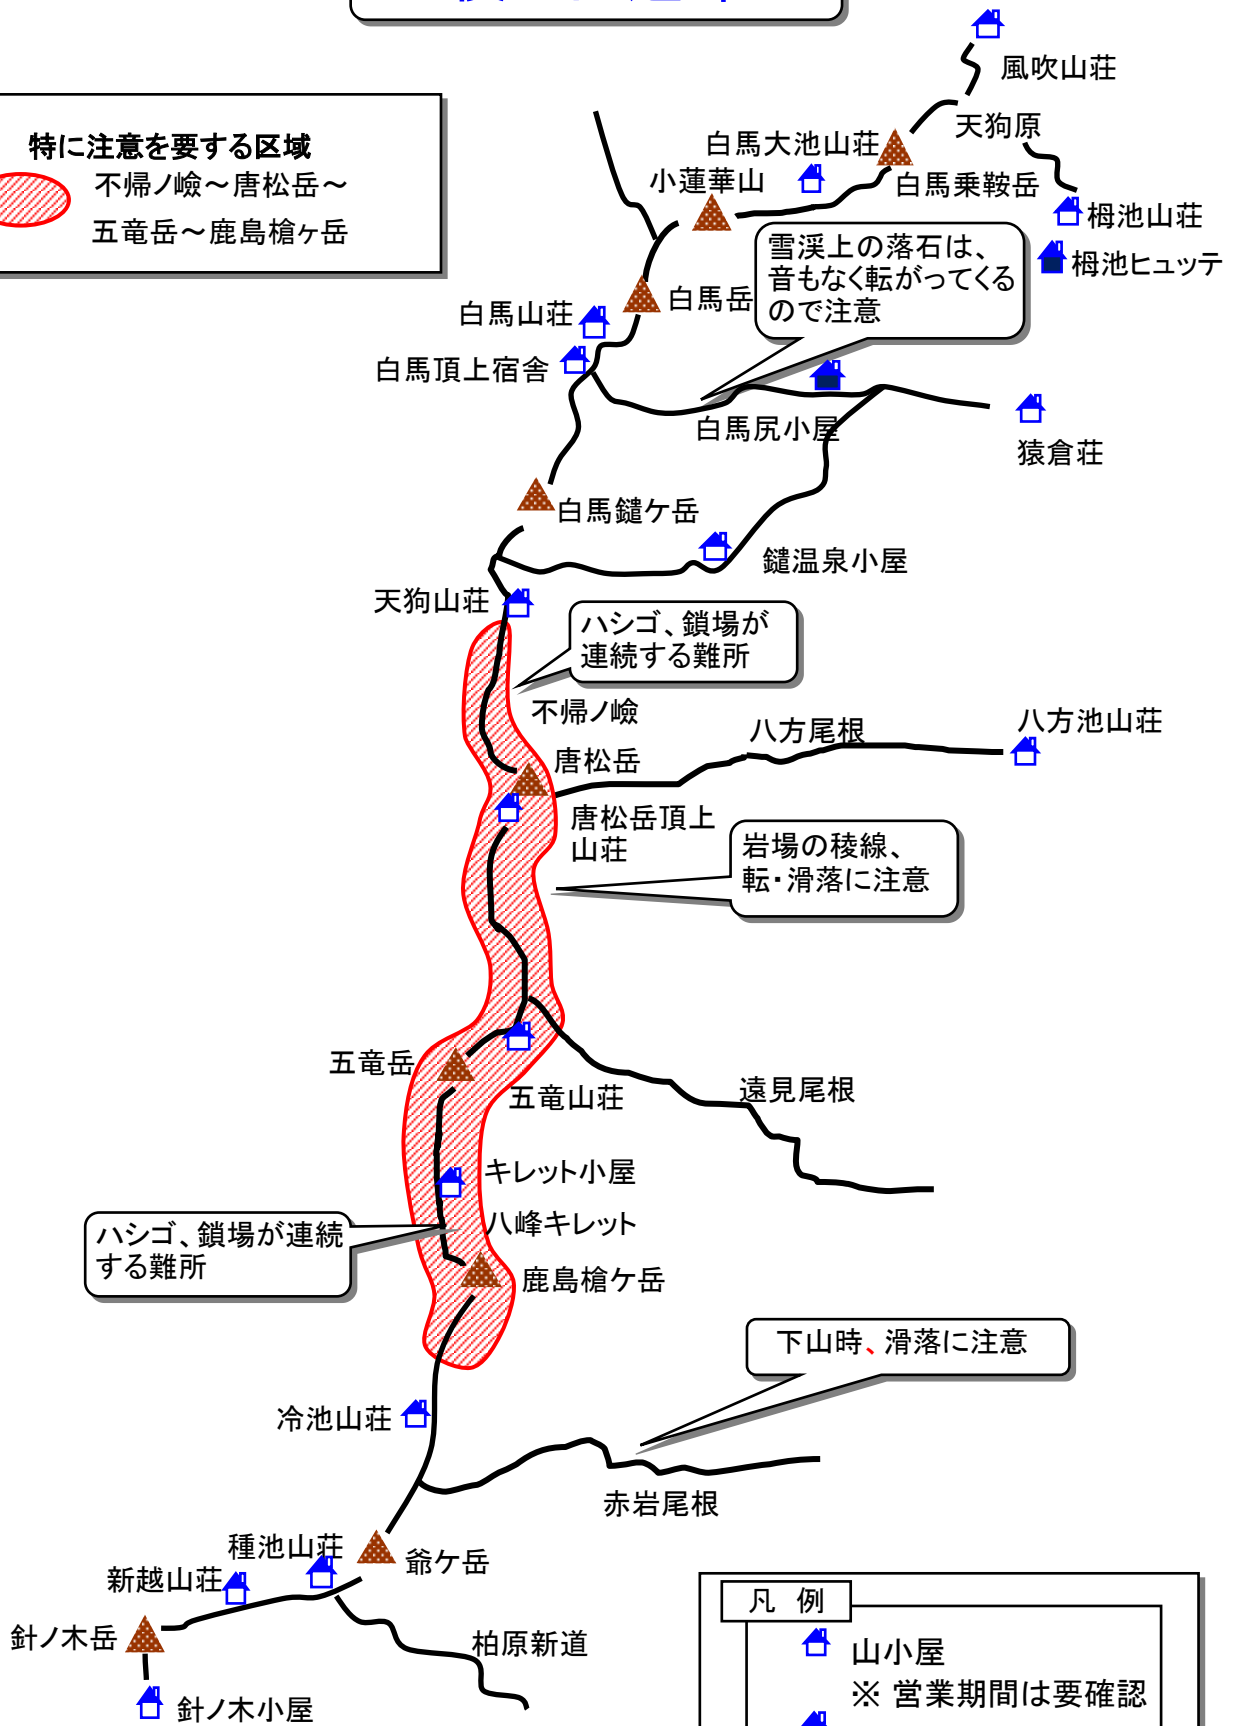 風吹山荘
天狗原
特に注意を要する区域
不帰ノ嶮～唐松岳～
五竜岳～鹿島槍ヶ岳
白馬大池山荘
小蓮華山
白馬乗鞍岳
栂池山荘
栂池ヒュッテ
雪渓上の落石は、
音もなく転がってくる
ので注意
白馬岳
白馬山荘
白馬頂上宿舎
白馬尻小屋
猿倉荘
白馬鑓ケ岳
鑓温泉小屋
天狗山荘
ハシゴ、鎖場が
連続する難所
不帰ノ嶮
八方尾根
八方池山荘
唐松岳
唐松岳頂上
山荘
岩場の稜線、
転・滑落に注意
五竜岳
五竜山荘
遠見尾根
キレット小屋
八峰キレット
ハシゴ、鎖場が連続
する難所
鹿島槍ケ岳
下山時、滑落に注意
冷池山荘
赤岩尾根
種池山荘
爺ケ岳
新越山荘
針ノ木岳
柏原新道
針ノ木小屋
凡 例
山小屋
※ 営業期間は要確認